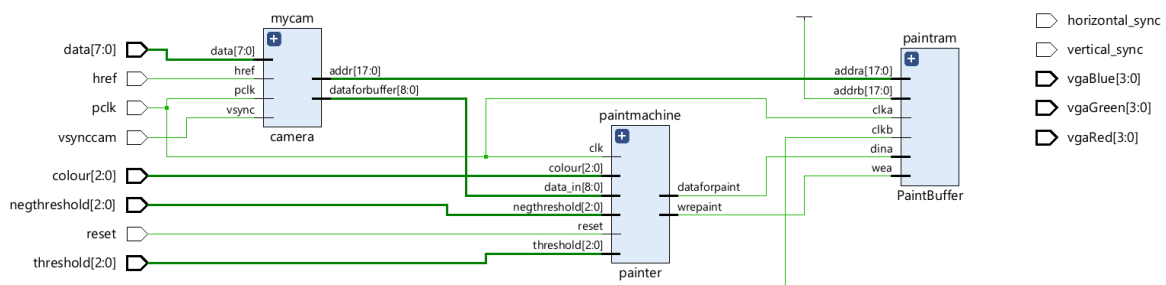 mycam
data[7:0]
href
pclk
vsynccam
colour[2:0]
negthreshold[2:0]
reset
threshold[2:0]
data[7:0]
href
pclk
vsync
addr[17:0]
dataforbuffer[8:0]
camera
paintmachine
clk
colour[2:0]
data_in[8:0]
negthreshold[2:0]
reset
threshold[2:0]
dataforpaint
wrepaint
painter
paintram
addra[17:0]
addrb[17:0]
clka
clkb
dina
wea
PaintBuffer
horizontal_sync
vertical_sync
vgaBlue[3:0]
vgaGreen[3:0]
vgaRed[3:0]